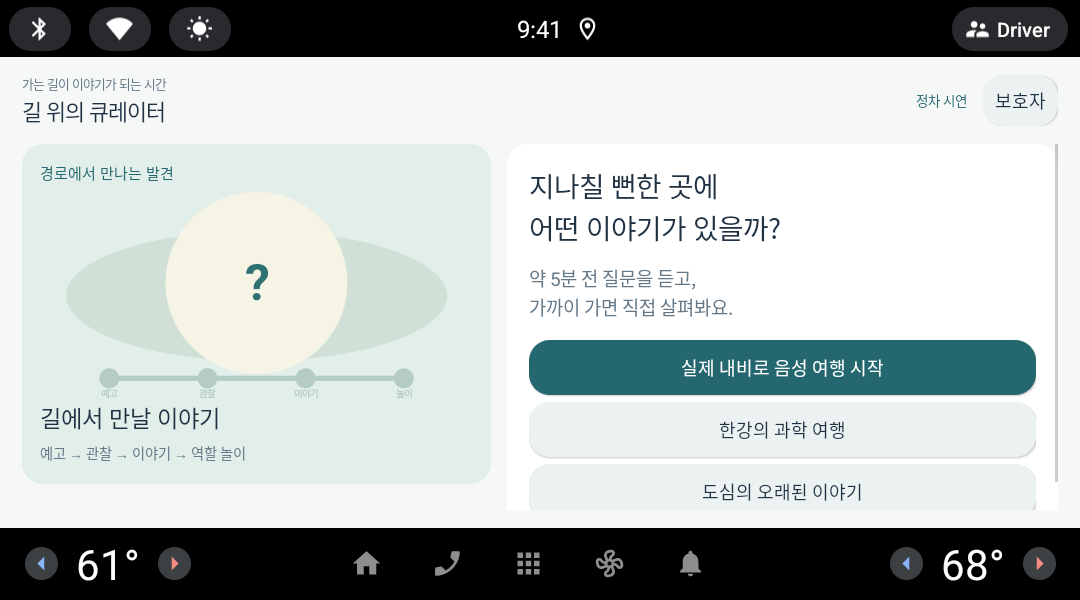 9:41
Driver
가는 길이 이야기가 되는 시간
길 위의 큐레이터
정차 시연
보호자
경로에서 만나는 발견
?
예고 관찰 이야기 놀이
길에서 만날 이야기
예고 → 관찰 → 이야기 → 역할 놀이
지나칠 뻔한 곳에
어떤 이야기가 있을까?
약 5분 전 질문을 듣고,
가까이 가면 직접 살펴봐요.
실제 내비로 음성 여행 시작
한강의 과학 여행
도심의 오래된 이야기
61°
68°